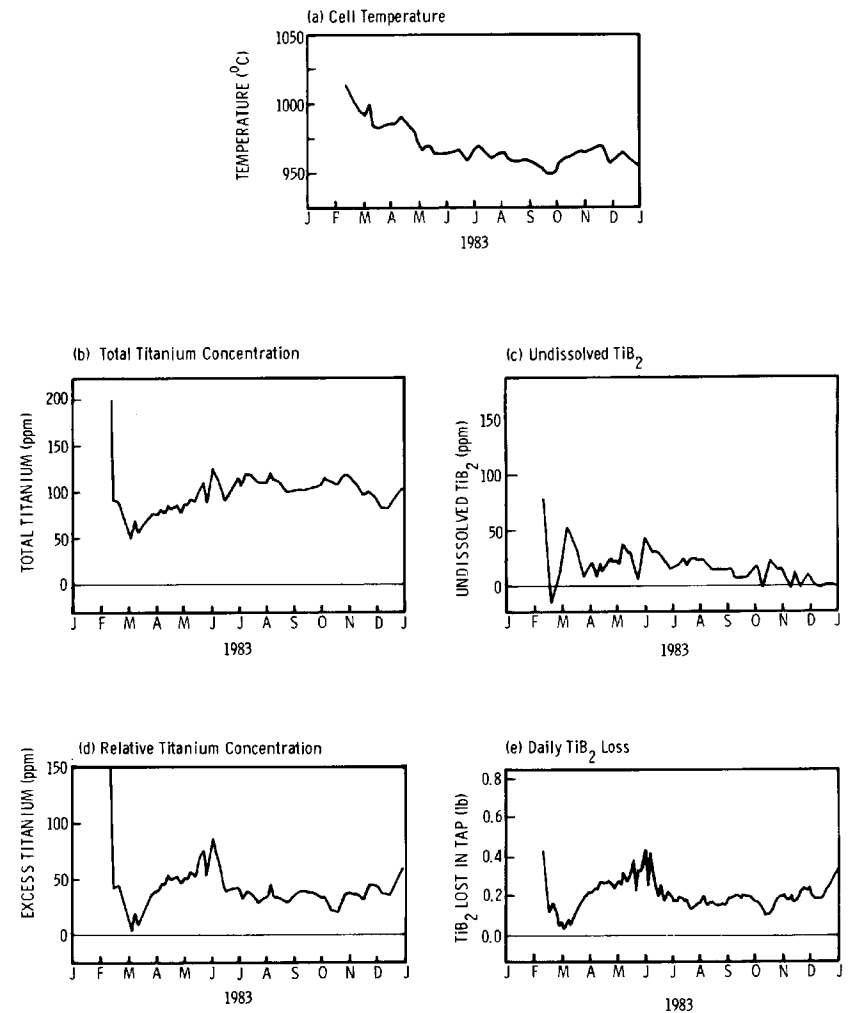 (a) Cell Temperature
TEMPERATURE (⁰C)
1050
1000
950
J F M A M J J A S O N D J
1983
(b) Total Titanium Concentration
TOTAL TITANIUM (ppm)
200
150
100
50
0
J F M A M J J A S O N D J
1983
(c) Undissolved TiB₂
UNDISSOLVED TiB₂ (ppm)
150
100
50
0
J F M A M J J A S O N D J
1983
(d) Relative Titanium Concentration
EXCESS TITANIUM (ppm)
150
100
50
0
J F M A M J J A S O N D J
1983
(e) Daily TiB₂ Loss
TiB₂ LOST IN TAP (lb)
0.8
0.6
0.4
0.2
0.0
J F M A M J J A S O N D J
1983